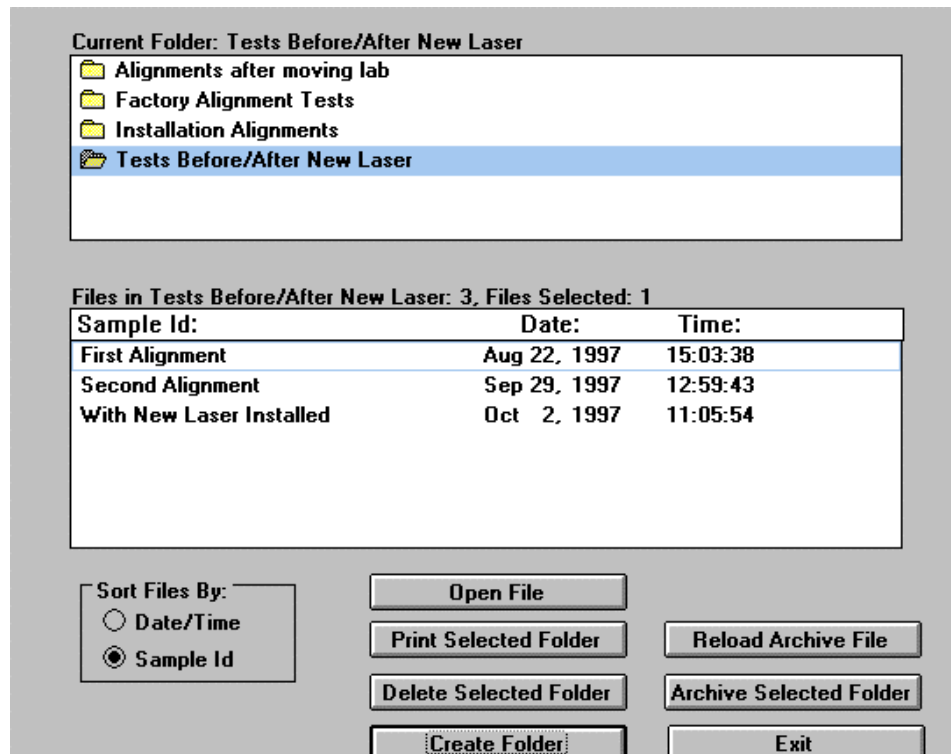 Current Folder: Tests Before/After New Laser
Alignments after moving lab
Factory Alignment Tests
Installation Alignments
Tests Before/After New Laser
Files in Tests Before/After New Laser: 3, Files Selected: 1
Sample Id: Date: Time:
First Alignment Aug 22, 1997 15:03:38
Second Alignment Sep 29, 1997 12:59:43
With New Laser Installed Oct 2, 1997 11:05:54
Sort Files By:
Date/Time
Sample Id
Open File
Print Selected Folder
Reload Archive File
Delete Selected Folder
Archive Selected Folder
Create Folder
Exit